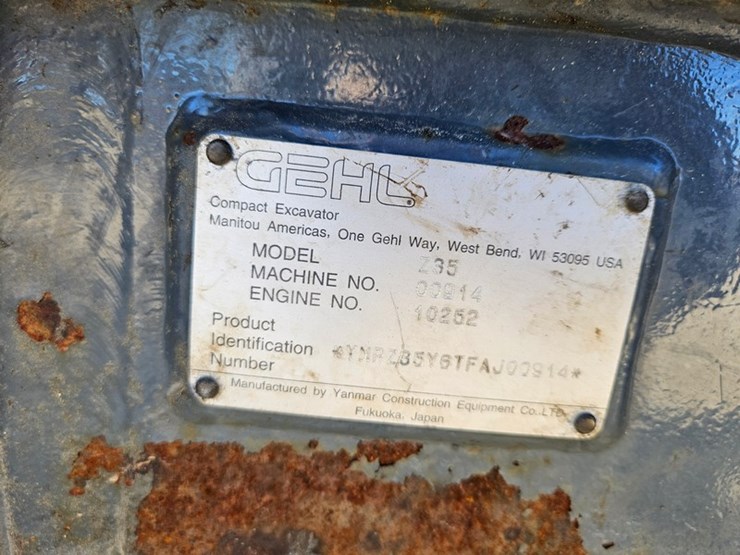 GEHL
Compact Excavator
Manitou Americas, One Gehl Way, West Bend, WI 53095 USA
MODEL Z35
MACHINE NO. 00914
ENGINE NO. 10252
Product
Identification *YMRZ35Y6TFAJ00914*
Number
Manufactured by Yanmar Construction Equipment Co., LTD.
Fukuoka, Japan